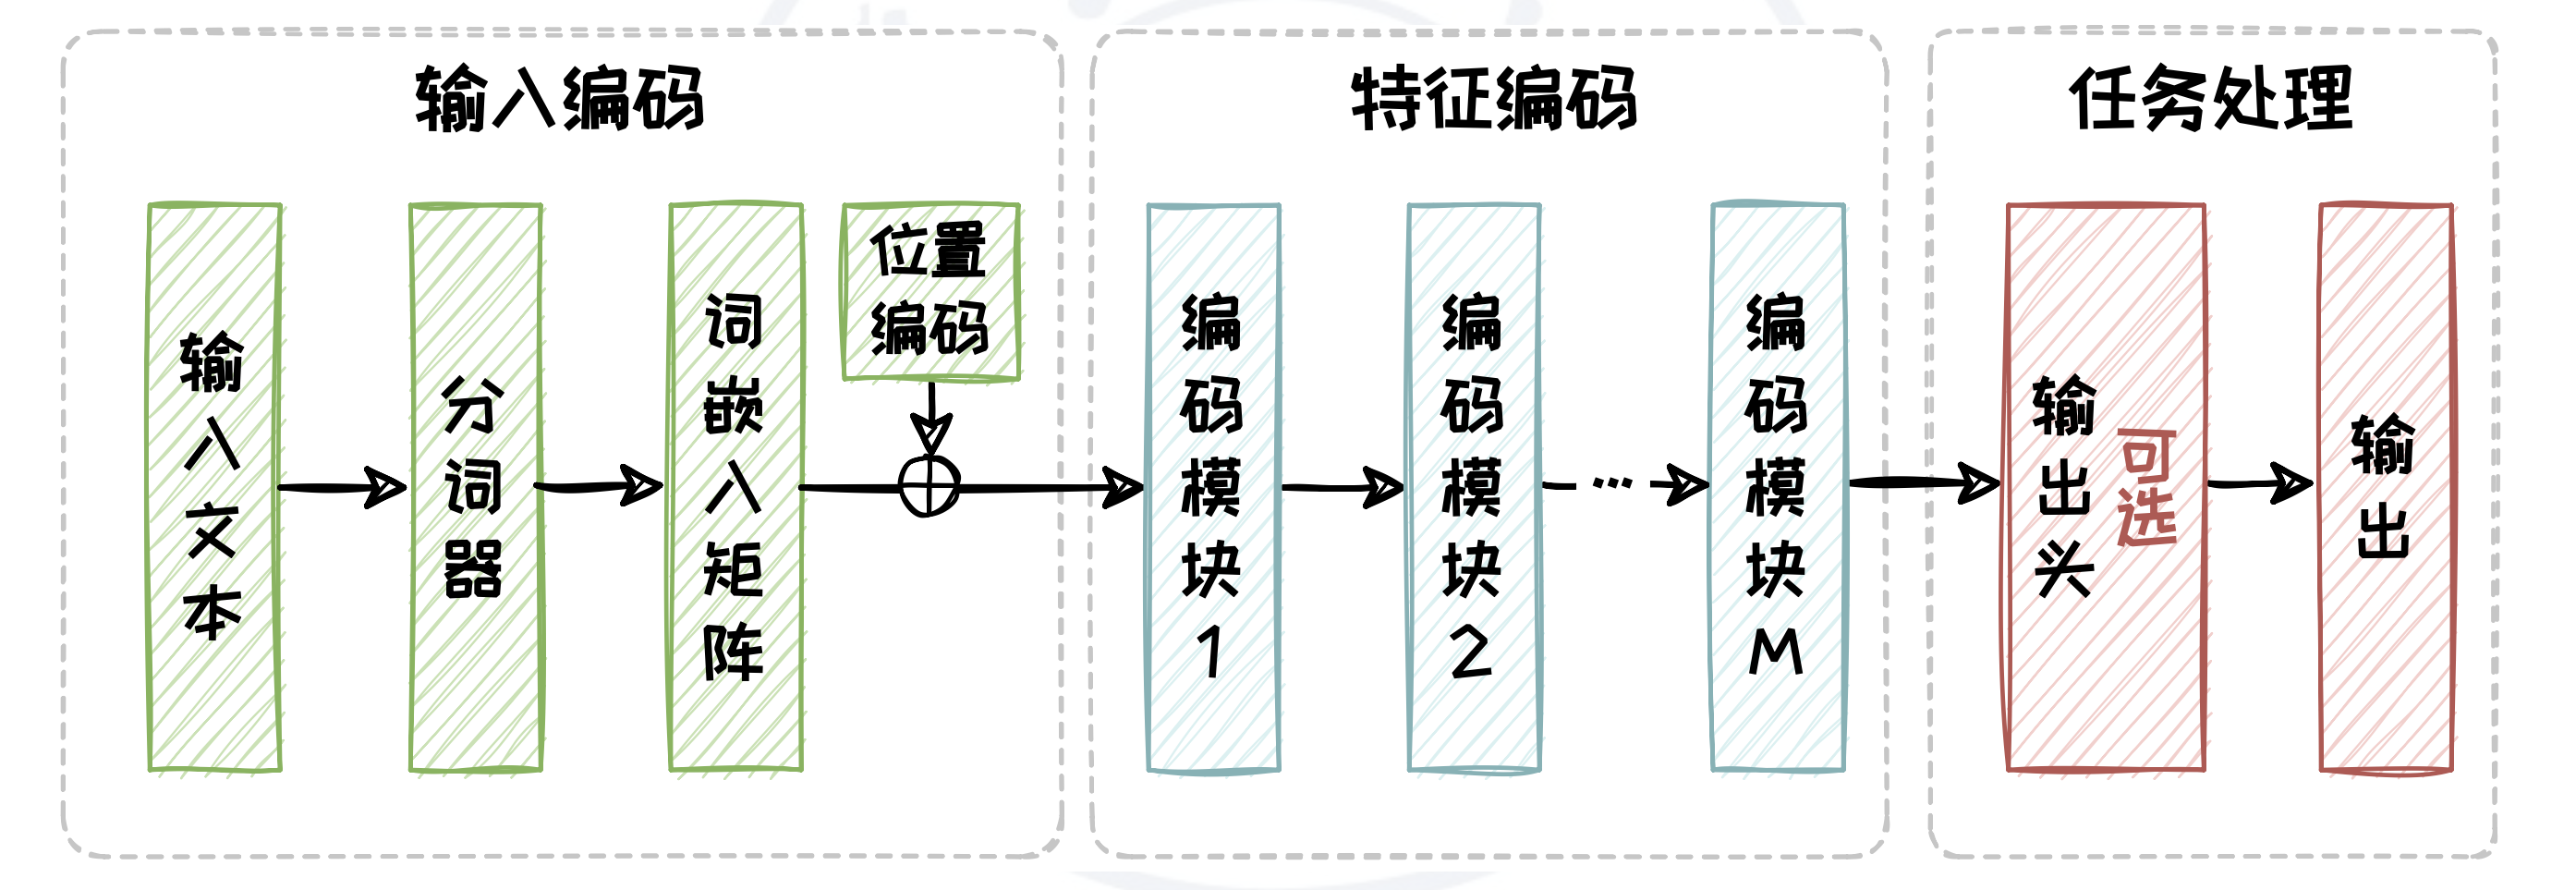 输入编码
输入文本
分词器
词嵌入矩阵
位置
编码
特征编码
编码模块1
编码模块2
...
编码模块M
任务处理
输出头
可选
输出